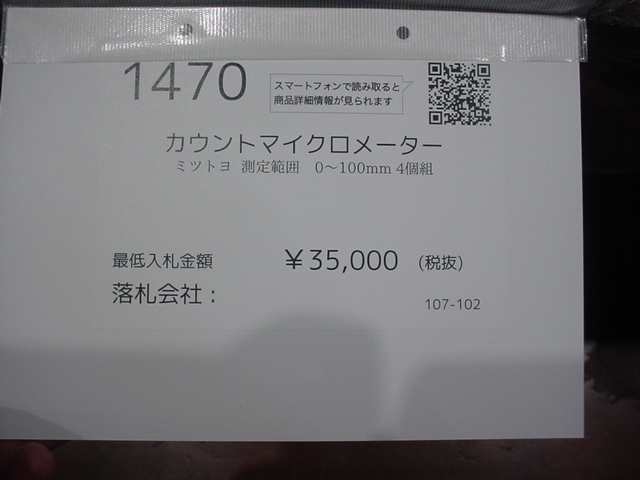 1470
スマートフォンで読み取ると
商品詳細情報が見られます
カウントマイクロメーター
ミツトヨ 測定範囲 0～100mm 4個組
最低入札金額 ￥35,000 (税抜)
落札会社：
107-102